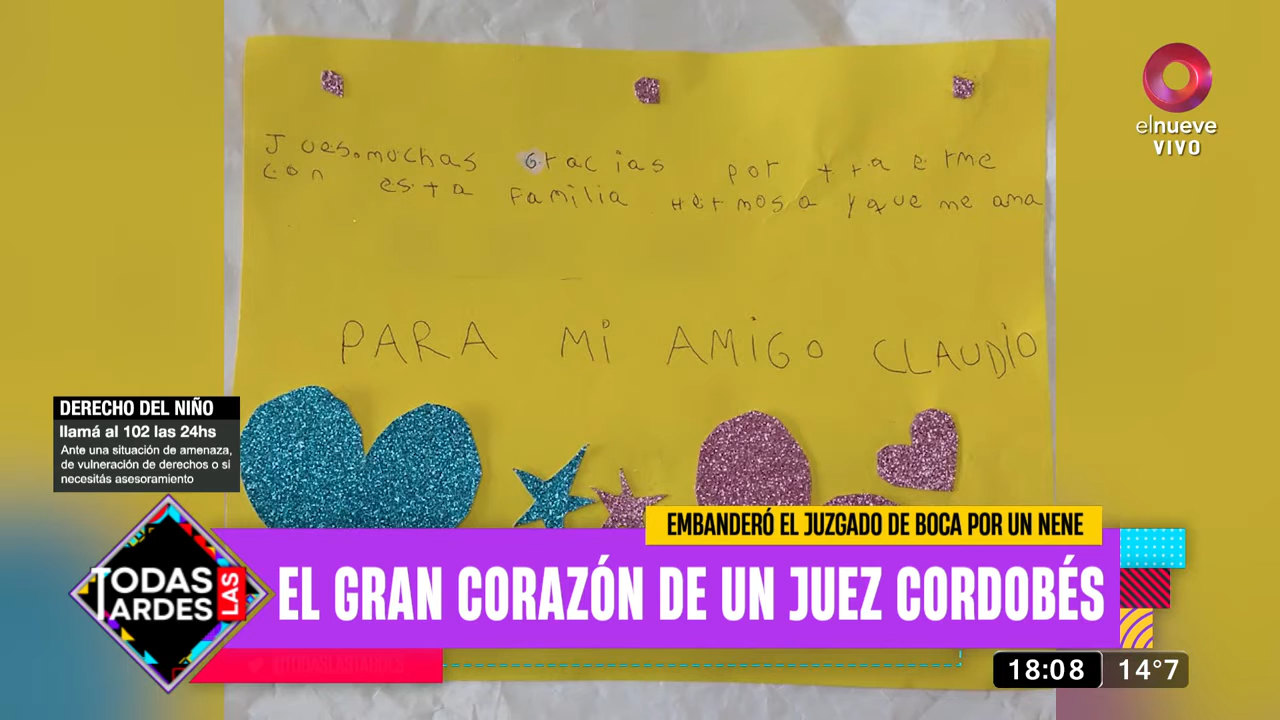 elnueve
VIVO
Jues.muchas Gracias por traerme
con esta Familia Hermosa y que me ama
PARA Mi AMiGo CLAUDiO
DERECHO DEL NIÑO
llamá al 102 las 24hs
Ante una situación de amenaza,
de vulneración de derechos o si
necesitás asesoramiento
EMBANDERÓ EL JUZGADO DE BOCA POR UN NENE
TODAS LAS TARDES
EL GRAN CORAZÓN DE UN JUEZ CORDOBÉS
18:08 14°7